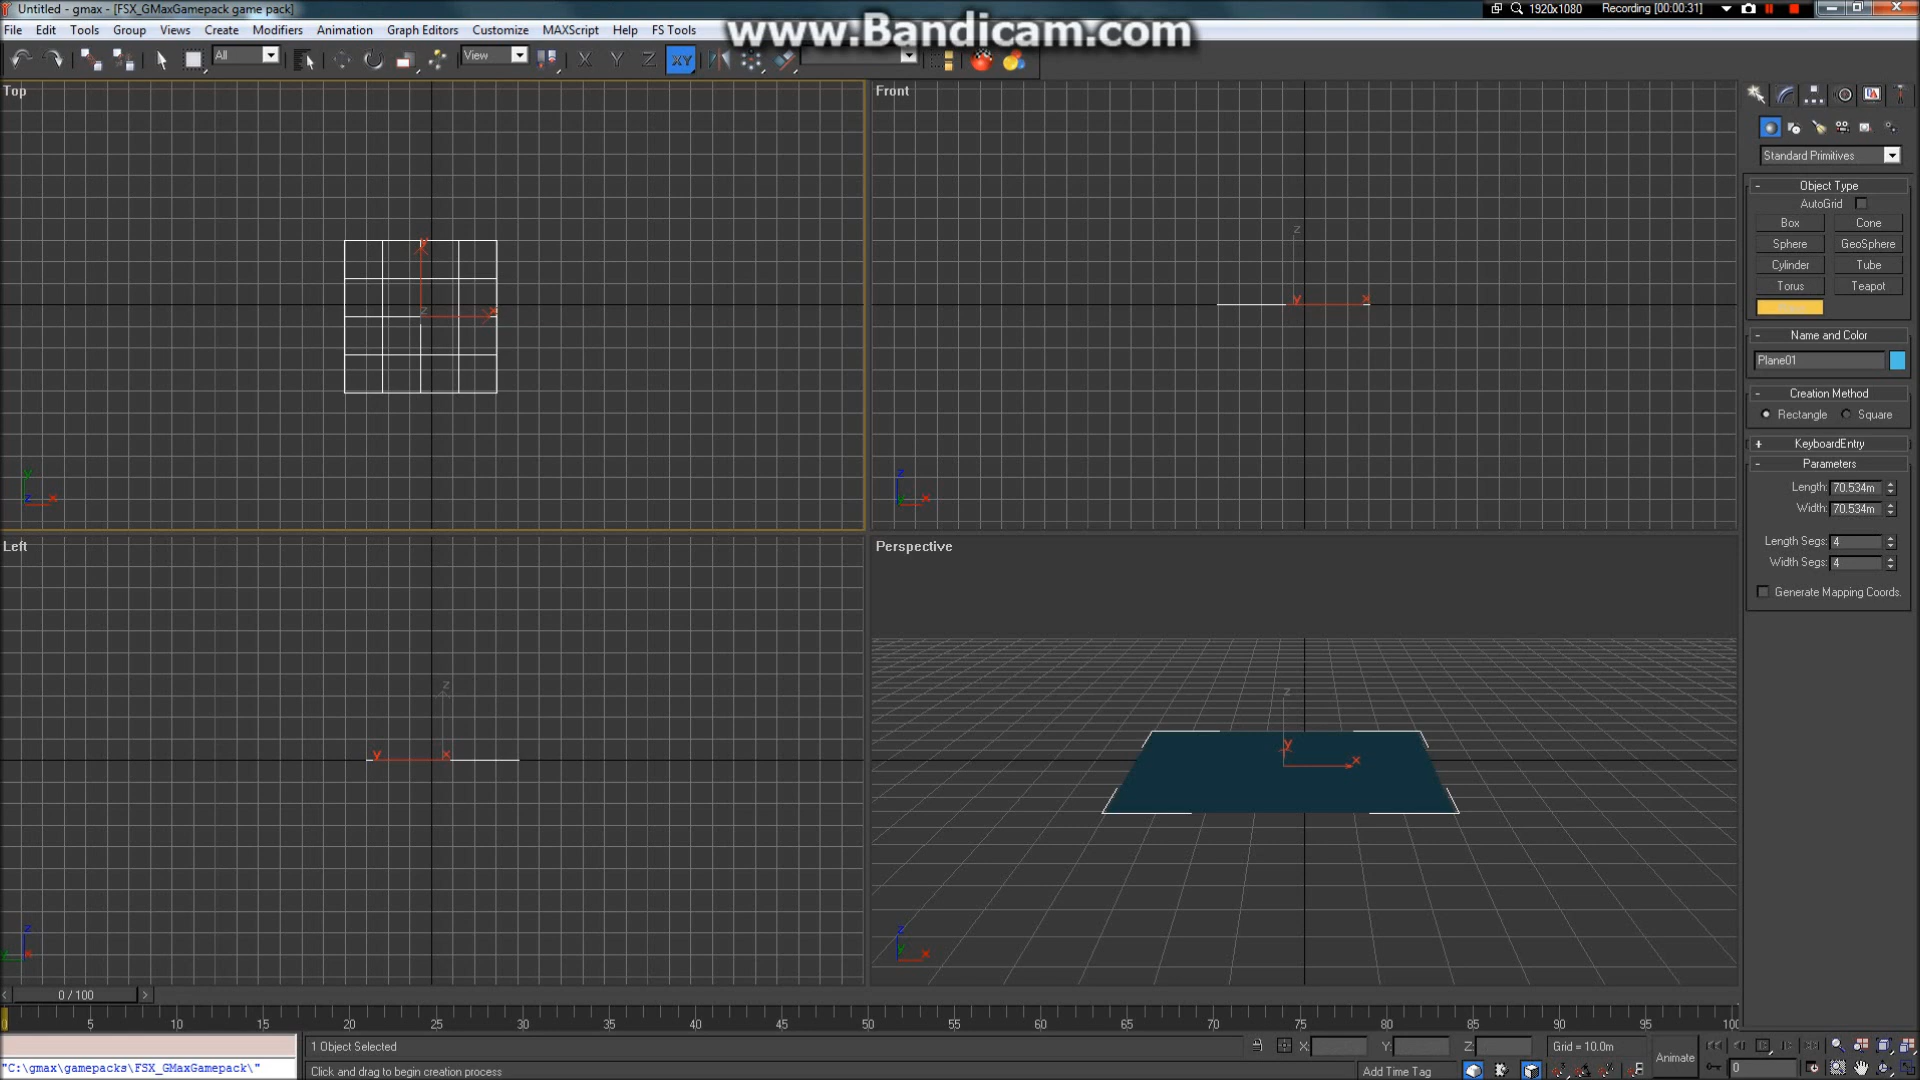 Untitled - gmax - [FSX_GMaxGamepack game pack]
1920x1080
Recording [00:00:31]
www.Bandicam.com
File Edit Tools Group Views Create Modifiers Animation Graph Editors Customize MAXScript Help FS Tools
All
View
X Y Z XY
Top
Front
Left
Perspective
Standard Primitives
- Object Type
AutoGrid
Box Cone
Sphere GeoSphere
Cylinder Tube
Torus Teapot
- Name and Color
Plane01
- Creation Method
Rectangle Square
+ KeyboardEntry
- Parameters
Length: 70.534m
Width: 70.534m
Length Segs: 4
Width Segs: 4
Generate Mapping Coords.
0 / 100
0 5 10 15 20 25 30 35 40 45 50 55 60 65 70 75 80 85 90 95 100
1 Object Selected
X: Y: Z:
Grid = 10.0m
Animate
0
"C:\gmax\gamepacks\FSX_GMaxGamepack\"
Click and drag to begin creation process
Add Time Tag